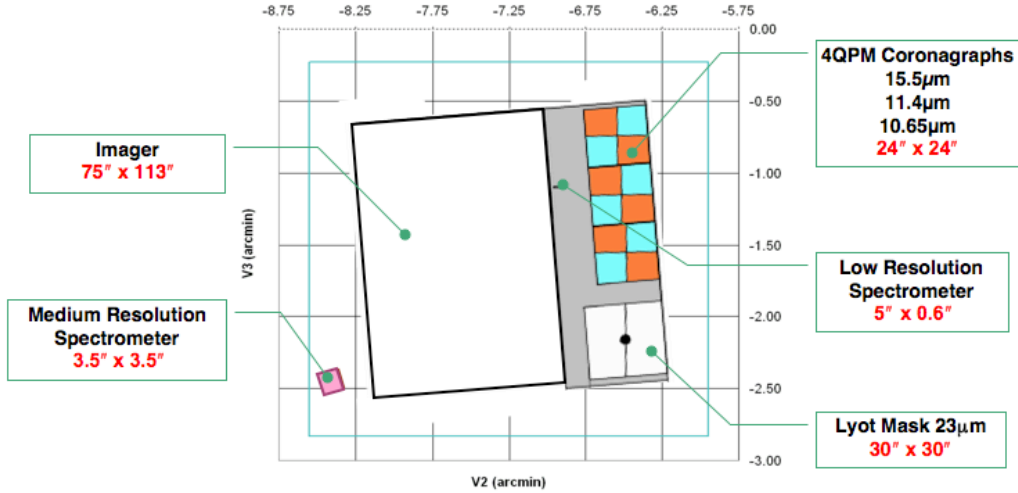 -8.75 -8.25 -7.75 -7.25 -6.75 -6.25 -5.75
0.00
-0.50
-1.00
-1.50
-2.00
-2.50
-3.00
V3 (arcmin)
V2 (arcmin)
Imager
75″ x 113″
Medium Resolution
Spectrometer
3.5″ x 3.5″
4QPM Coronagraphs
15.5µm
11.4µm
10.65µm
24″ x 24″
Low Resolution
Spectrometer
5″ x 0.6″
Lyot Mask 23µm
30″ x 30″